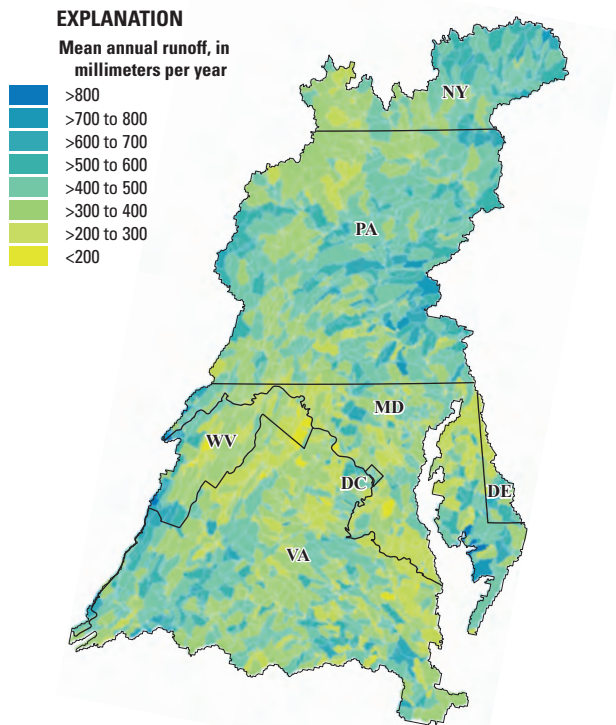 EXPLANATION
Mean annual runoff, in
millimeters per year
>800
>700 to 800
>600 to 700
>500 to 600
>400 to 500
>300 to 400
>200 to 300
<200
NY
PA
MD
WV
DC
DE
VA